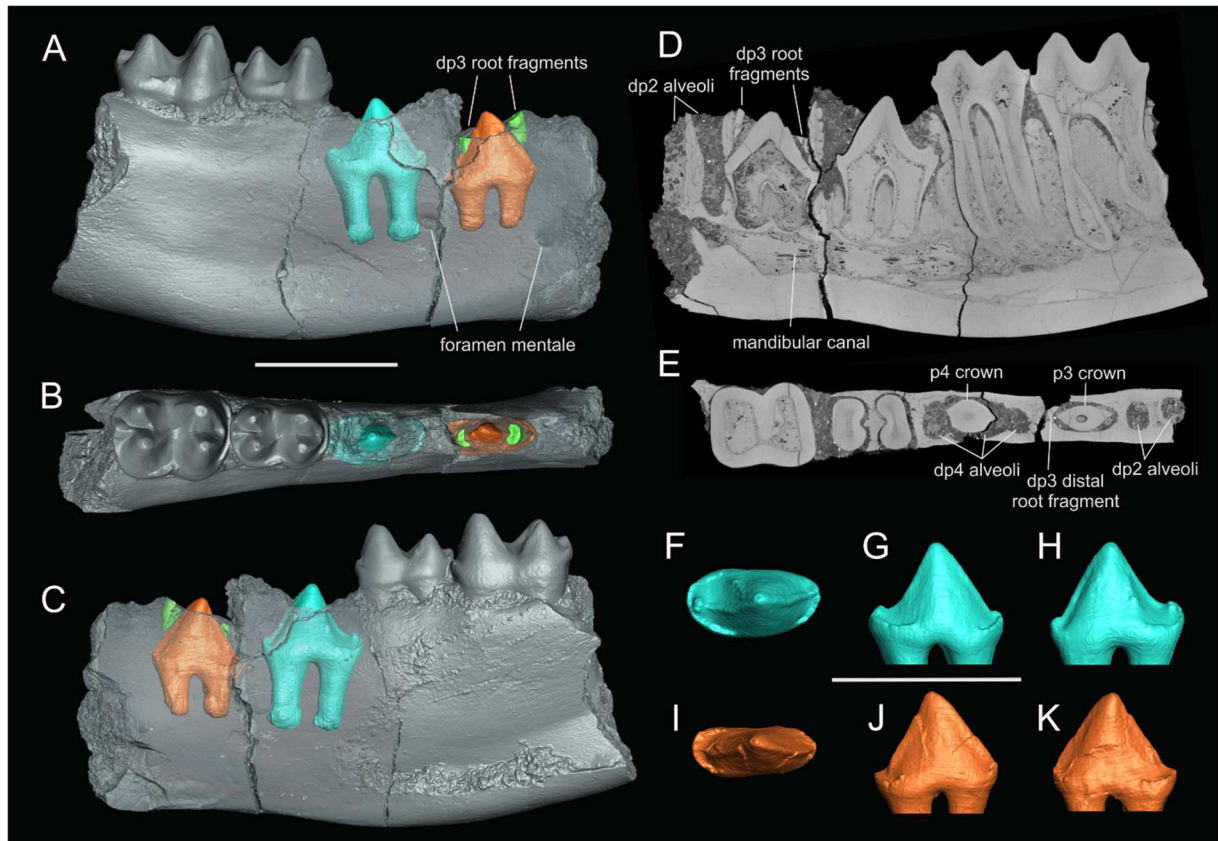 A
dp3 root fragments
foramen mentale
B
C
D
dp3 root
fragments
dp2 alveoli
mandibular canal
E
p4 crown
p3 crown
dp4 alveoli
dp2 alveoli
dp3 distal
root fragment
F
G
H
I
J
K